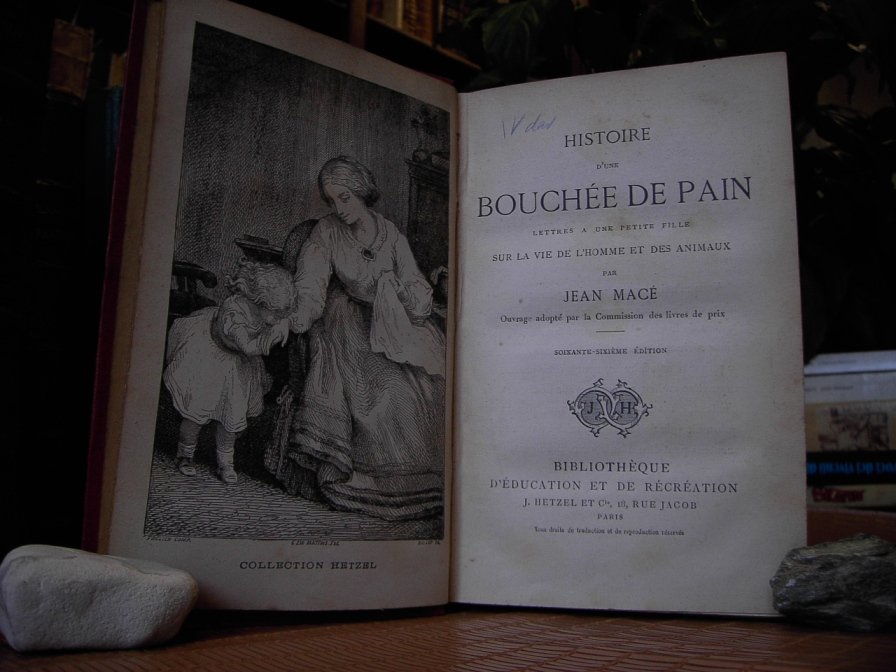 COLLECTION HETZEL
HISTOIRE
D'UNE
BOUCHÉE DE PAIN
LETTRES A UNE PETITE FILLE
SUR LA VIE DE L'HOMME ET DES ANIMAUX
PAR
JEAN MACÉ
Ouvrage adopté par la Commission des livres de prix
SOIXANTE-SIXIÈME ÉDITION
J H
BIBLIOTHÈQUE
D'ÉDUCATION ET DE RÉCRÉATION
J. HETZEL ET Cie, 18, RUE JACOB
PARIS
Tous droits de traduction et de reproduction réservés